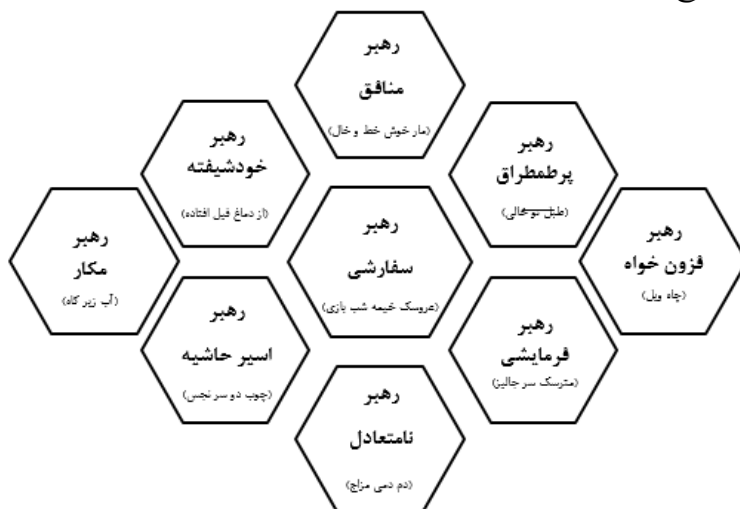 رهبر
منافق
(مار خوش خط و خال)
رهبر
پرطمطراق
(طبل تو خالی)
رهبر
خودشیفته
(از دماغ فیل افتاده)
رهبر
فزون خواه
(چاه ویل)
رهبر
سفارشی
(عروسک خیمه شب بازی)
رهبر
مکار
(آب زیر کاه)
رهبر
فرمایشی
(مترسک سر جالیز)
رهبر
اسیر حاشیه
(چوب دو سر نجس)
رهبر
نامتعادل
(دم دمی مزاج)